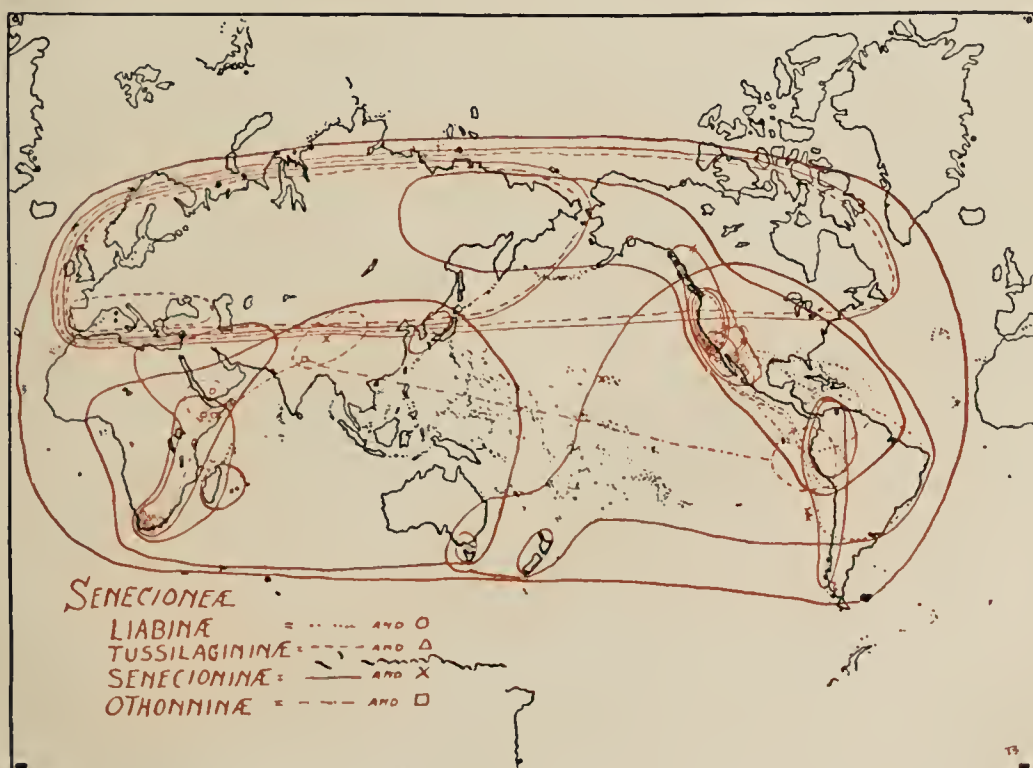 SENECIONEÆ
LIABINÆ = ..... AND O
TUSSILAGININÆ = ----- AND Δ
SENECIONINÆ = —— AND X
OTHONNINÆ = — — — AND □